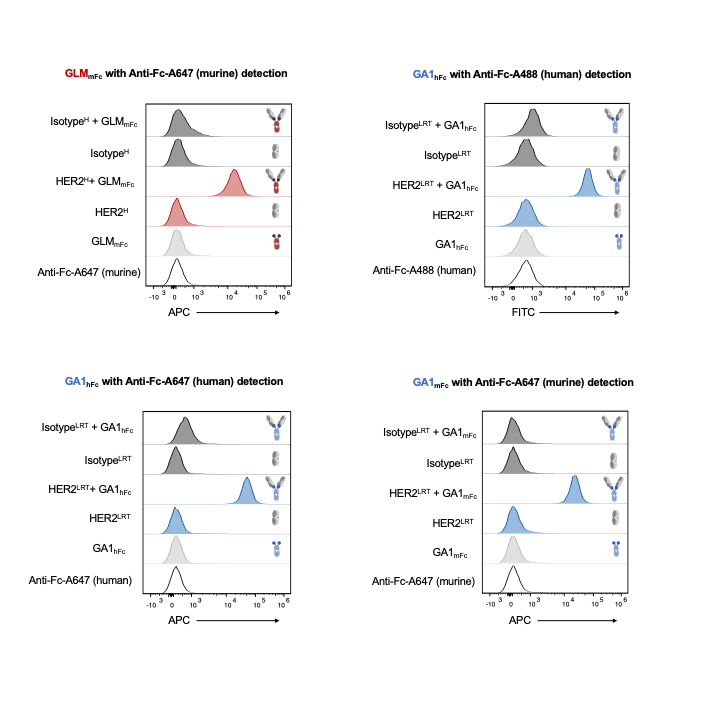 GLMmFc with Anti-Fc-A647 (murine) detection
IsotypeH + GLMmFc
IsotypeH
HER2H+ GLMmFc
HER2H
GLMmFc
Anti-Fc-A647 (murine)
-10 3 0 10 3 10 4 10 5 10 6
APC
GA1hFc with Anti-Fc-A488 (human) detection
IsotypeLRT + GA1hFc
IsotypeLRT
HER2LRT + GA1hFc
HER2LRT
GA1hFc
Anti-Fc-A488 (human)
-10 3 0 10 3 10 4 10 5 10 6
FITC
GA1hFc with Anti-Fc-A647 (human) detection
IsotypeLRT + GA1hFc
IsotypeLRT
HER2LRT+ GA1hFc
HER2LRT
GA1hFc
Anti-Fc-A647 (human)
-10 3 0 10 3 10 4 10 5 10 6
APC
GA1mFc with Anti-Fc-A647 (murine) detection
IsotypeLRT + GA1mFc
IsotypeLRT
HER2LRT + GA1mFc
HER2LRT
GA1mFc
Anti-Fc-A647 (murine)
-10 3 0 10 3 10 4 10 5 10 6
APC